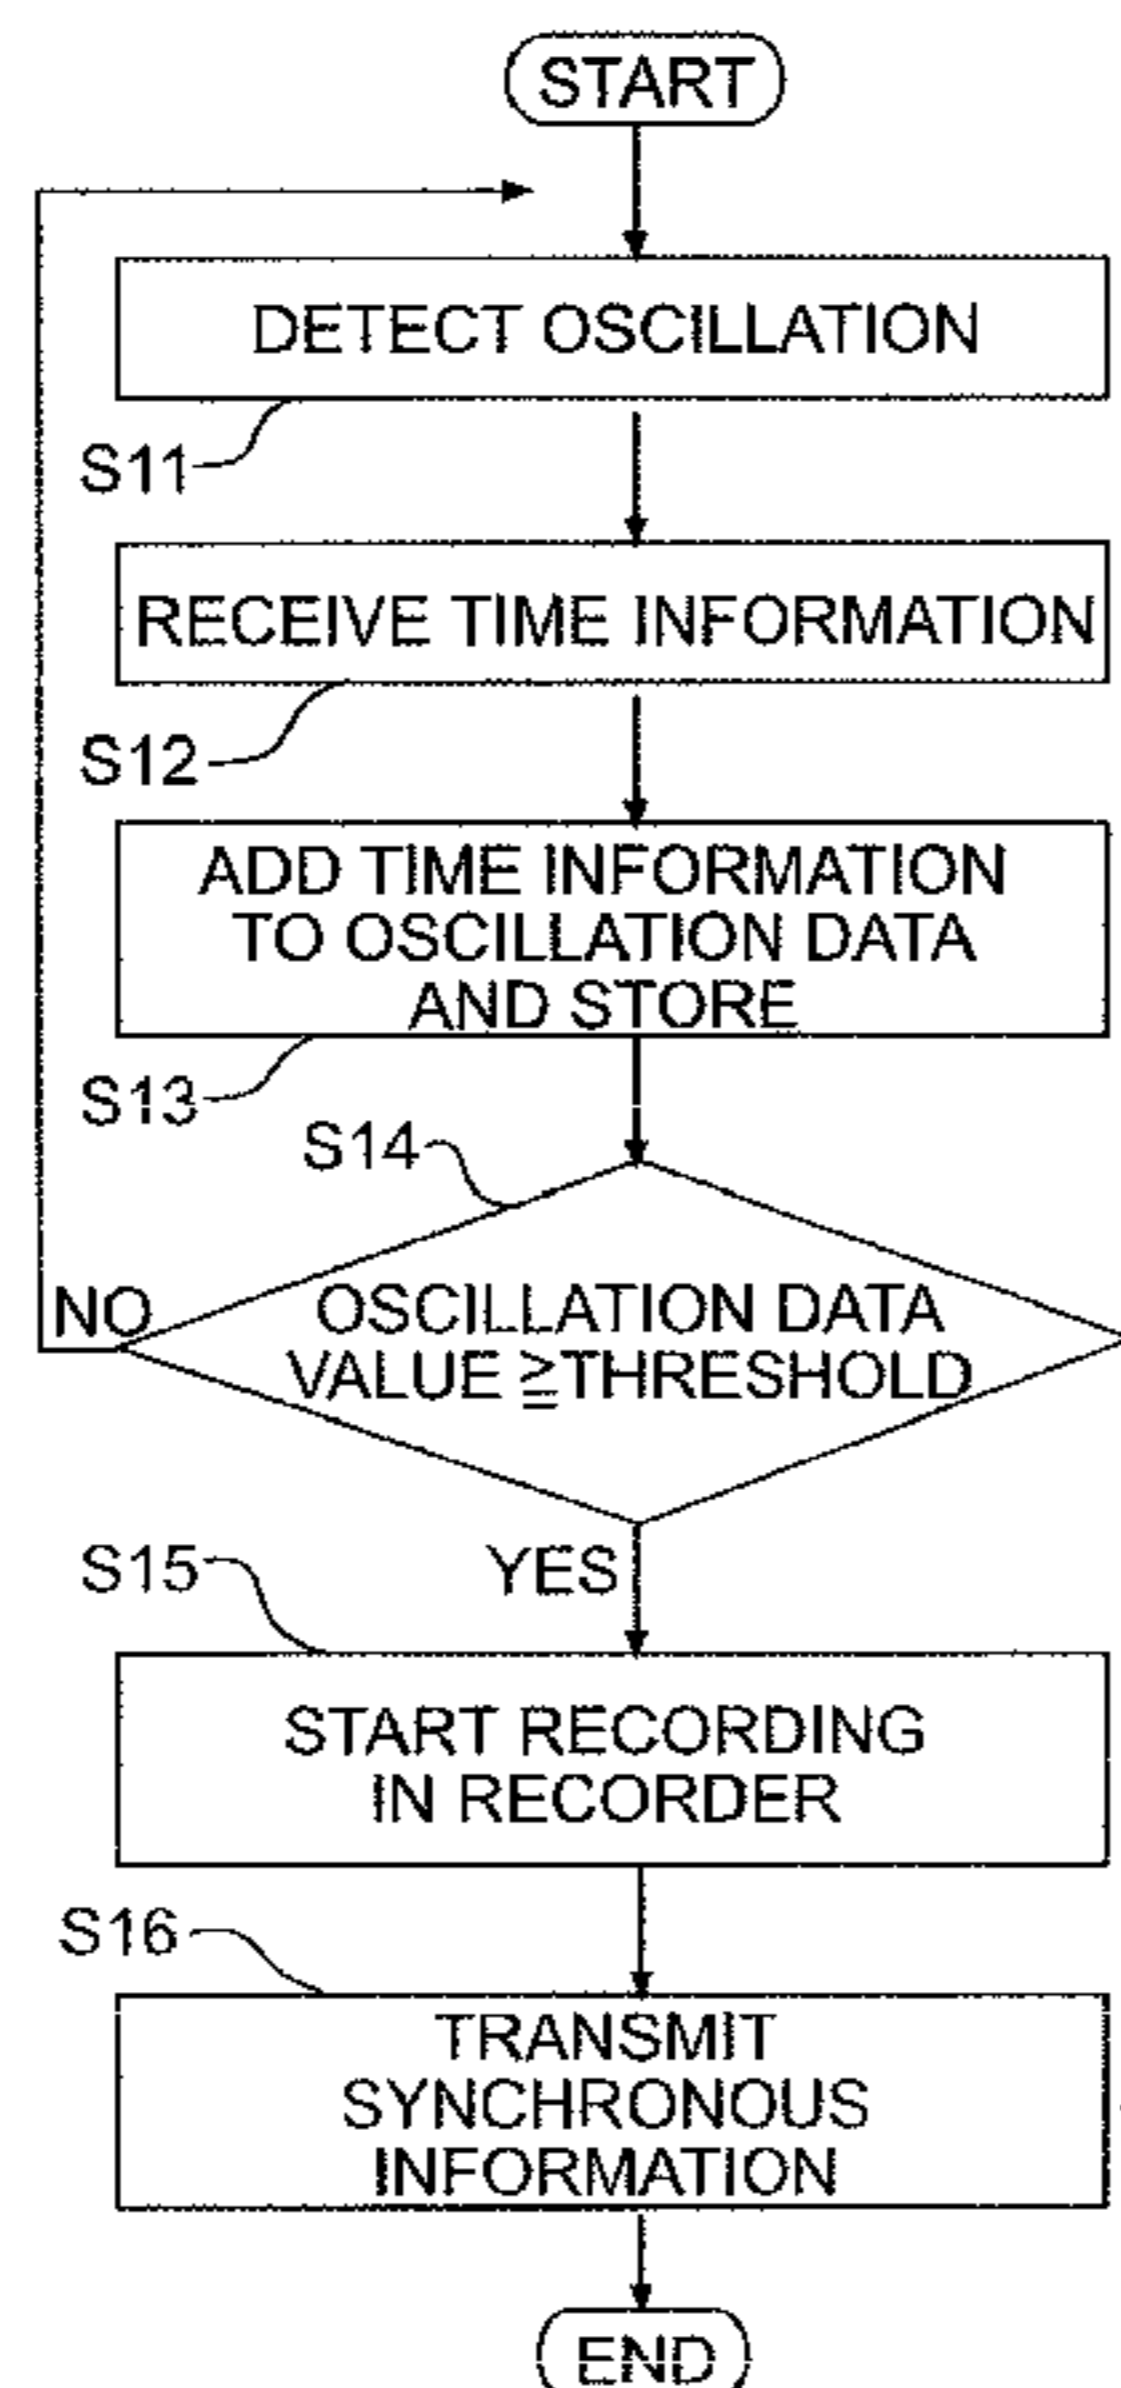 START
DETECT OSCILLATION
S11
RECEIVE TIME INFORMATION
S12
ADD TIME INFORMATION
TO OSCILLATION DATA
AND STORE
S13
S14
NO
OSCILLATION DATA
VALUE ≧THRESHOLD
S15
YES
START RECORDING
IN RECORDER
S16
TRANSMIT
SYNCHRONOUS
INFORMATION
END